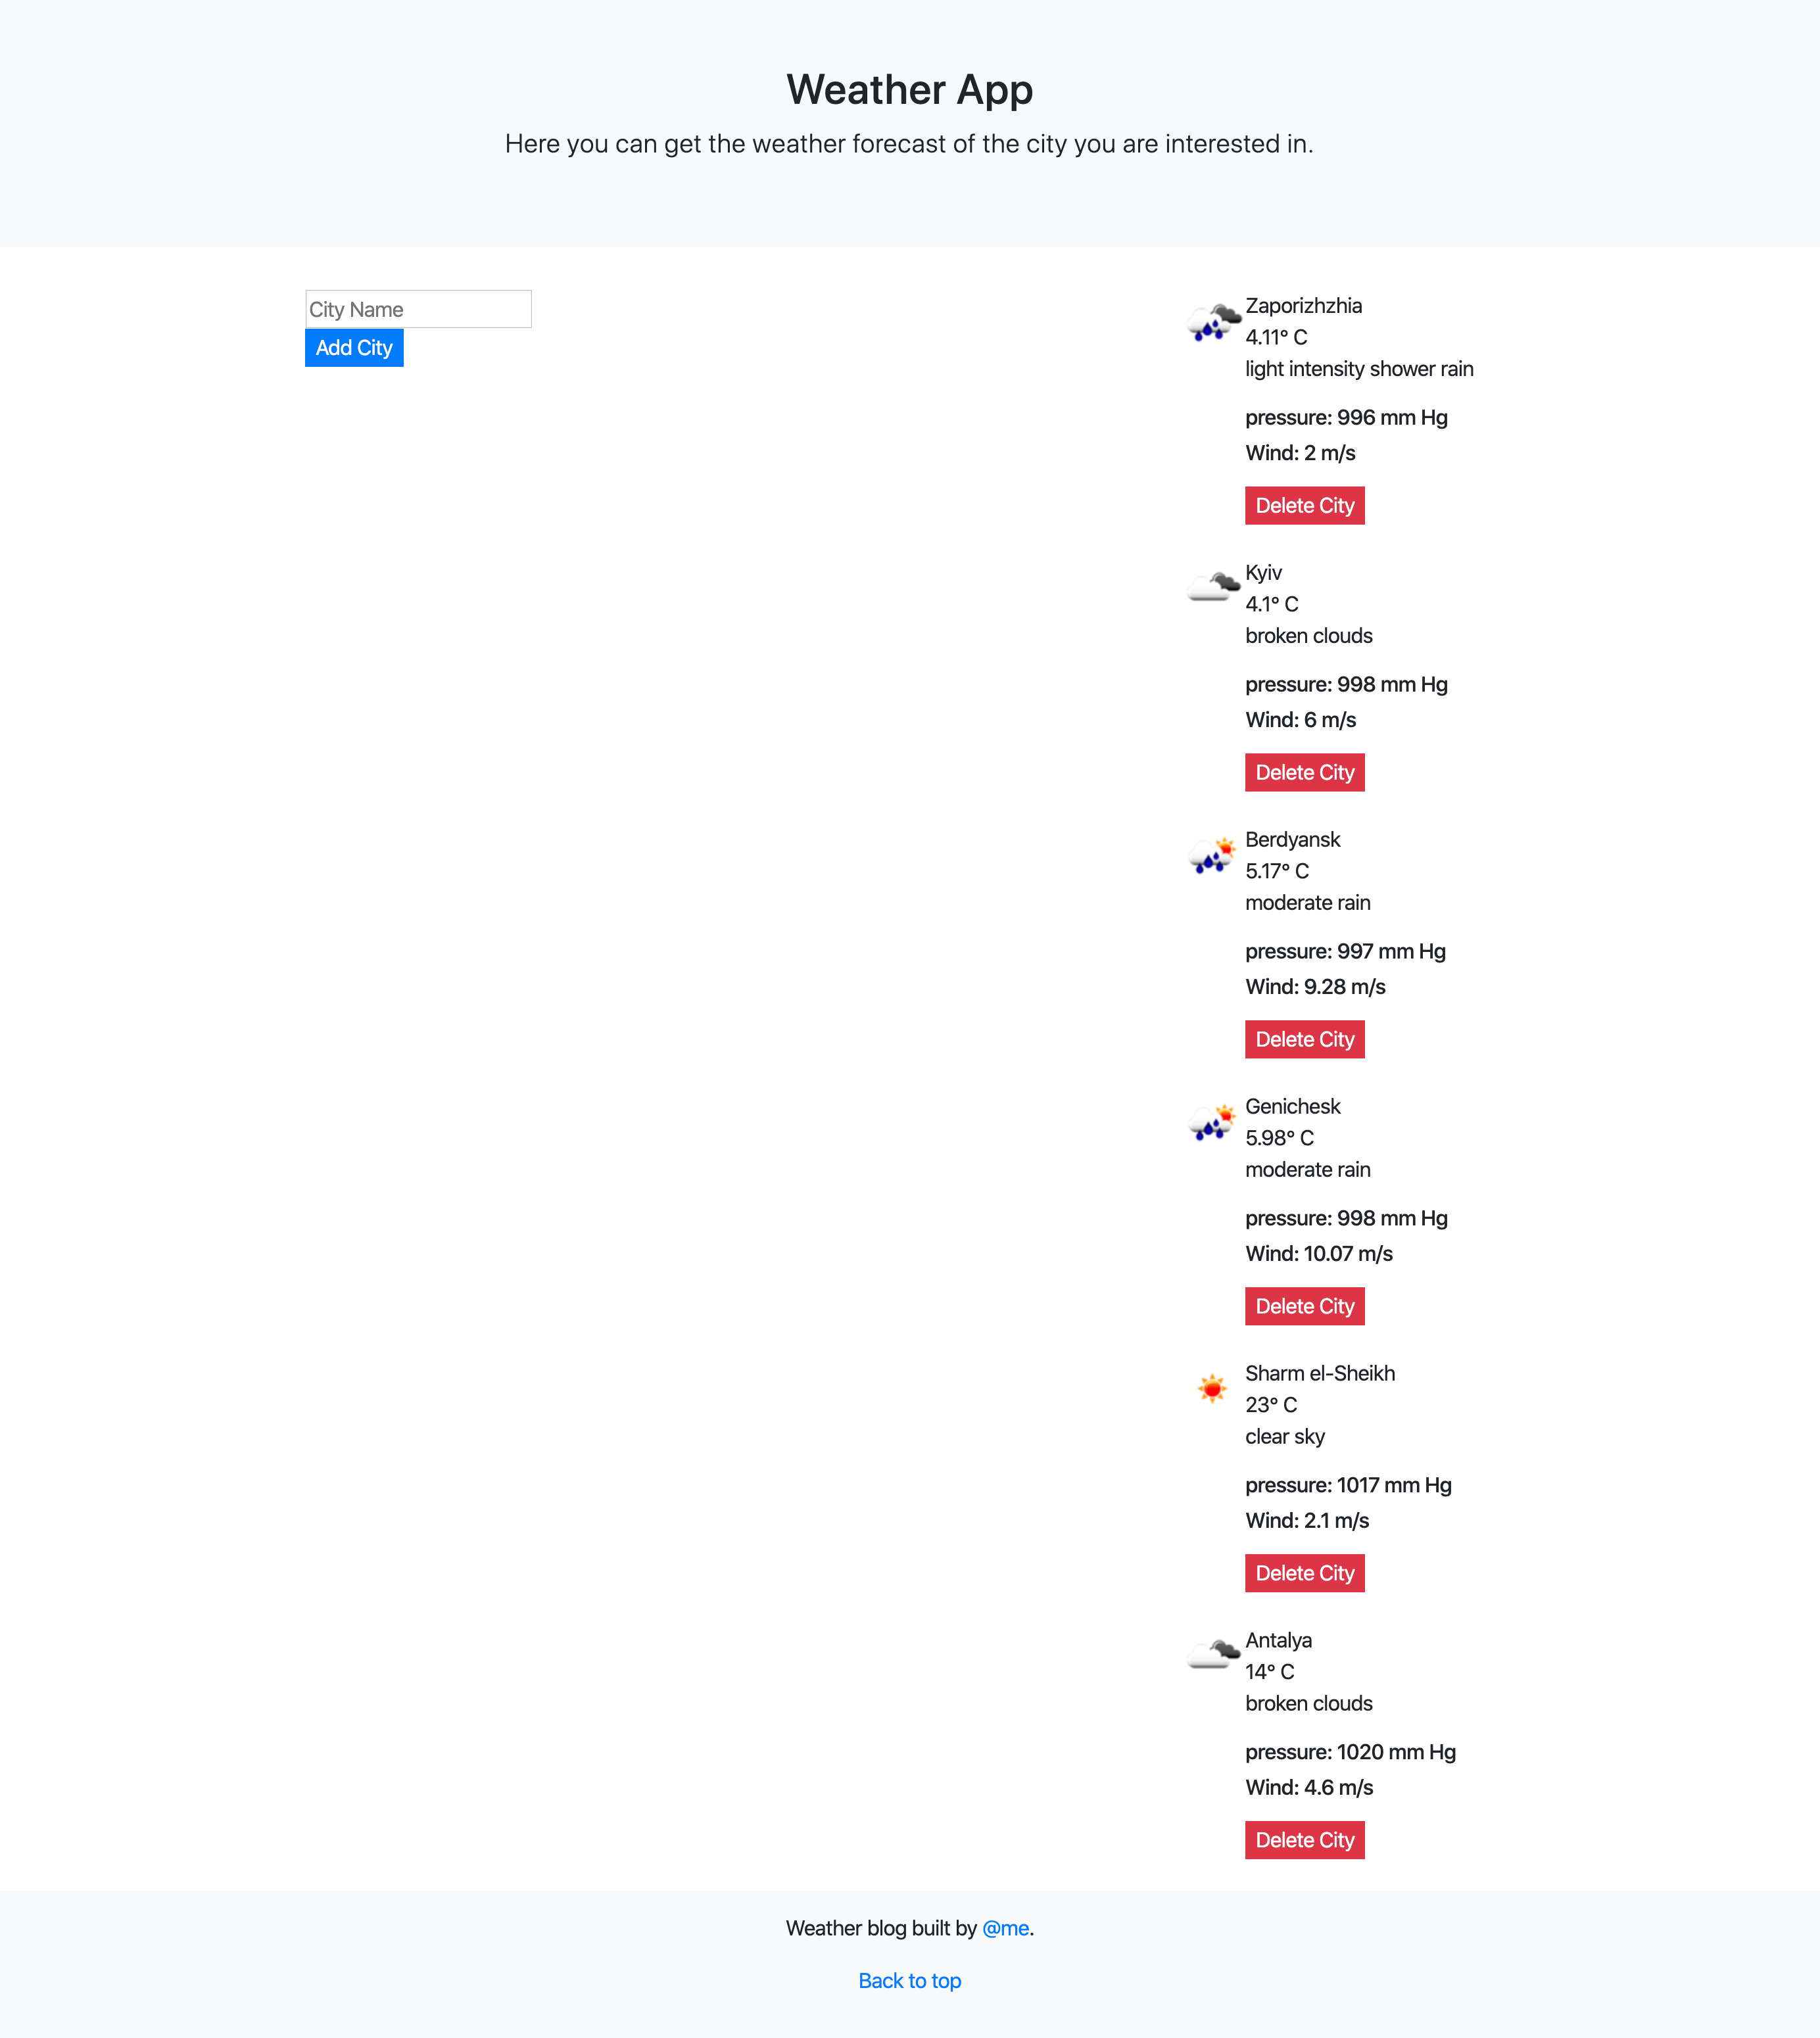 Weather App
Here you can get the weather forecast of the city you are interested in.
City Name
Add City
Zaporizhzhia
4.11° C
light intensity shower rain
pressure: 996 mm Hg
Wind: 2 m/s
Delete City
Kyiv
4.1° C
broken clouds
pressure: 998 mm Hg
Wind: 6 m/s
Delete City
Berdyansk
5.17° C
moderate rain
pressure: 997 mm Hg
Wind: 9.28 m/s
Delete City
Genichesk
5.98° C
moderate rain
pressure: 998 mm Hg
Wind: 10.07 m/s
Delete City
Sharm el-Sheikh
23° C
clear sky
pressure: 1017 mm Hg
Wind: 2.1 m/s
Delete City
Antalya
14° C
broken clouds
pressure: 1020 mm Hg
Wind: 4.6 m/s
Delete City
Weather blog built by @me.
Back to top